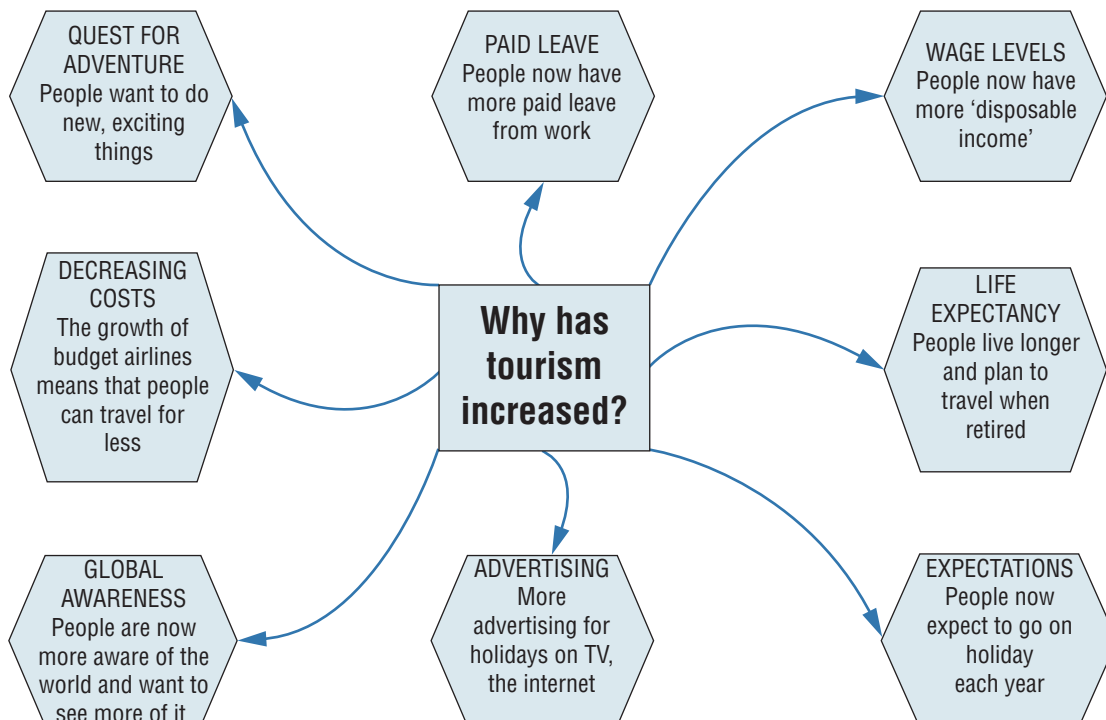 QUEST FOR
ADVENTURE
People want to do
new, exciting
things
PAID LEAVE
People now have
more paid leave
from work
WAGE LEVELS
People now have
more ‘disposable
income’
DECREASING
COSTS
The growth of
budget airlines
means that people
can travel for
less
Why has
tourism
increased?
LIFE
EXPECTANCY
People live longer
and plan to
travel when
retired
GLOBAL
AWARENESS
People are now
more aware of the
world and want to
see more of it
ADVERTISING
More
advertising for
holidays on TV,
the internet
EXPECTATIONS
People now
expect to go on
holiday
each year